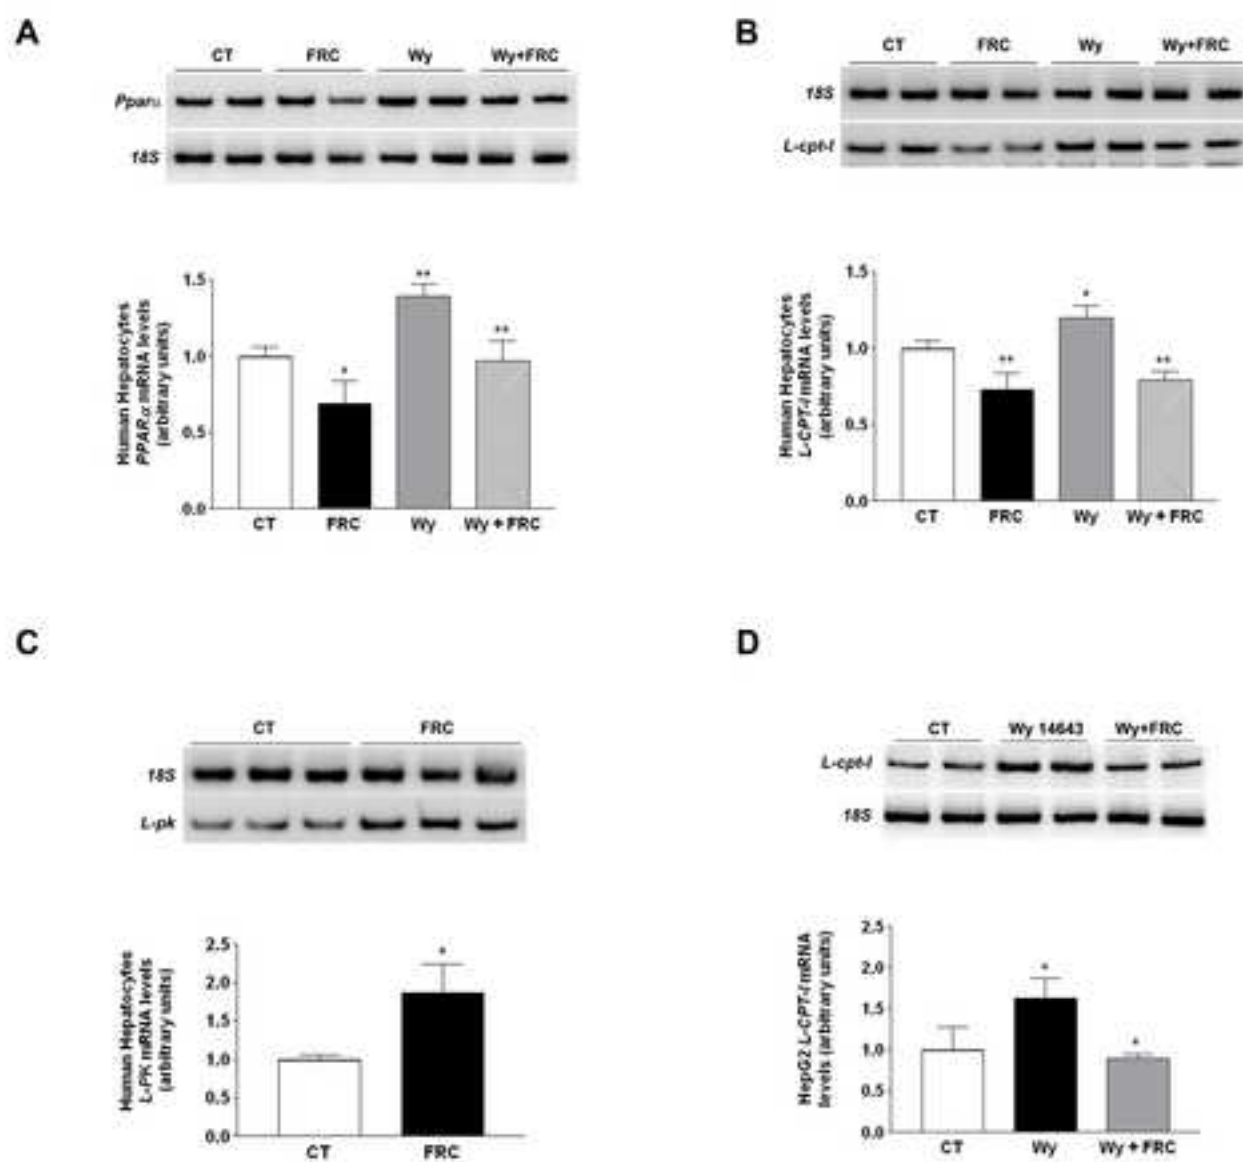 A
CT FRC Wy Wy+FRC
Pparα
18S
Human Hepatocytes
PPARα mRNA levels
(arbitrary units)
1.5
1.0
0.5
0.0
**
*
**
CT FRC Wy Wy + FRC
B
CT FRC Wy Wy+FRC
18S
L-cpt-I
Human Hepatocytes
L-CPT-I mRNA levels
(arbitrary units)
1.5
1.0
0.5
0.0
*
**
**
CT FRC Wy Wy + FRC
C
CT FRC
18S
L-pk
Human Hepatocytes
L-PK mRNA levels
(arbitrary units)
2.5
2.0
1.5
1.0
0.5
0.0
*
CT FRC
D
CT Wy 14643 Wy+FRC
L-cpt-I
18S
HepG2 L-CPT-I mRNA
levels (arbitrary units)
2.5
2.0
1.5
1.0
0.5
0.0
*
*
CT Wy Wy + FRC